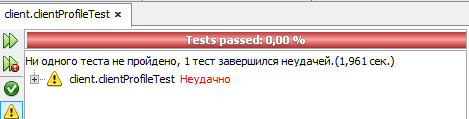 client.clientProfileTest ×
Tests passed: 0,00 %
Ни одного теста не пройдено, 1 тест завершился неудачей.(1,961 сек.)
client.clientProfileTest Неудачно